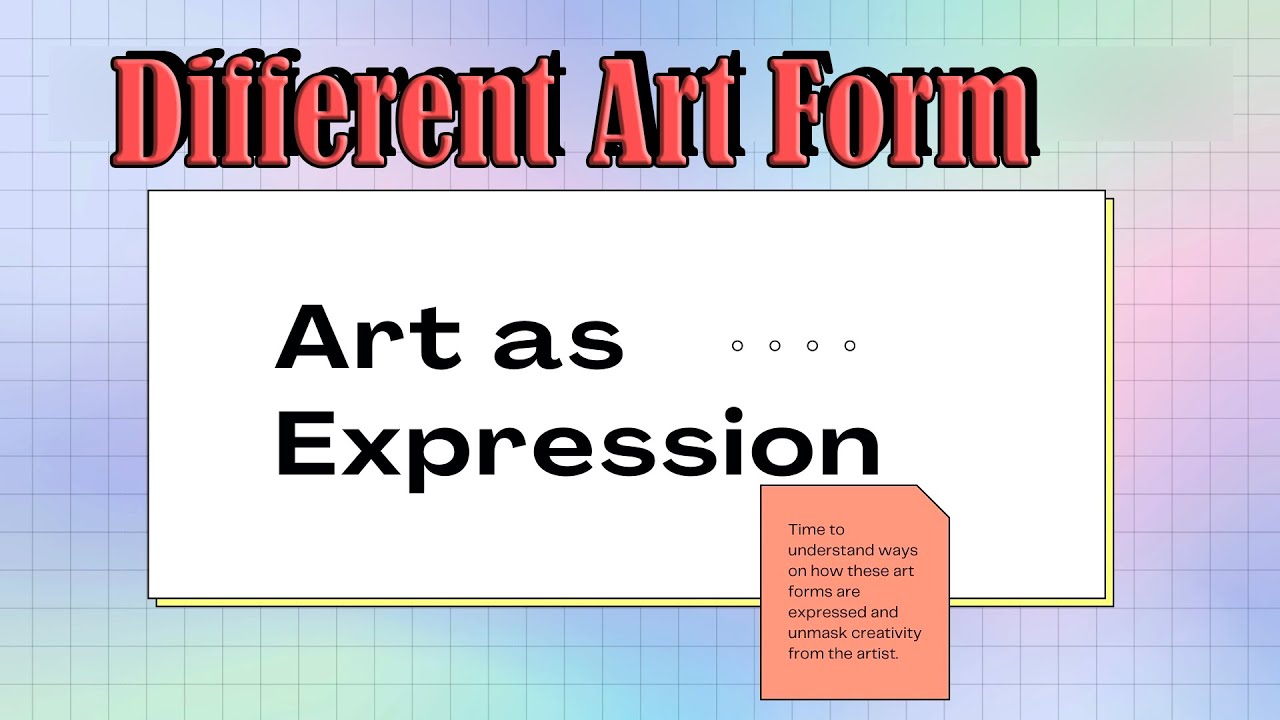 Different Art Form
Art as
Expression
Time to
understand ways
on how these art
forms are
expressed and
unmask creativity
from the artist.